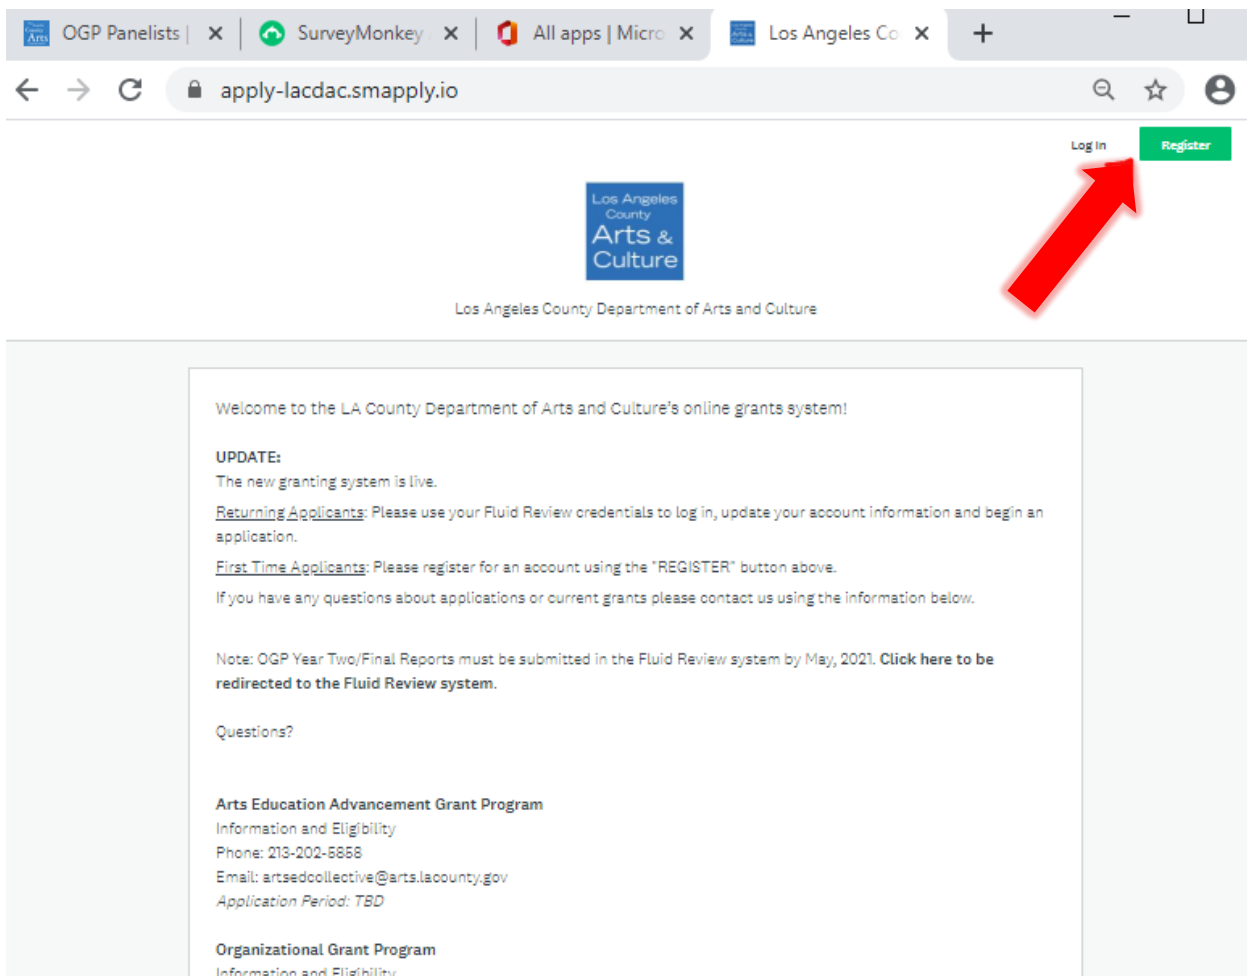 OGP Panelists |
SurveyMonkey
All apps | Micro
Los Angeles Co
apply-lacdac.smapply.io
Log In
Register
Los Angeles
County
Arts &
Culture
Los Angeles County Department of Arts and Culture
Welcome to the LA County Department of Arts and Culture's online grants system!
UPDATE:
The new granting system is live.
Returning Applicants: Please use your Fluid Review credentials to log in, update your account information and begin an
application.
First Time Applicants: Please register for an account using the "REGISTER" button above.
If you have any questions about applications or current grants please contact us using the information below.
Note: OGP Year Two/Final Reports must be submitted in the Fluid Review system by May, 2021. Click here to be
redirected to the Fluid Review system.
Questions?
Arts Education Advancement Grant Program
Information and Eligibility
Phone: 213-202-5858
Email: artsedcollective@arts.lacounty.gov
Application Period: TBD
Organizational Grant Program
Information and Eligibility